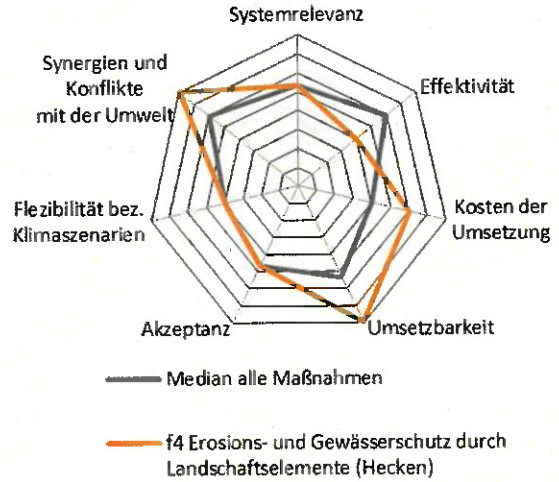 Systemrelevanz
Synergien und
Konflikte
mit der Umwelt
Effektivität
Flezibilität bez.
Klimaszenarien
Kosten der
Umsetzung
Akzeptanz
Umsetzbarkeit
Median alle Maßnahmen
f4 Erosions- und Gewässerschutz durch
Landschaftselemente (Hecken)